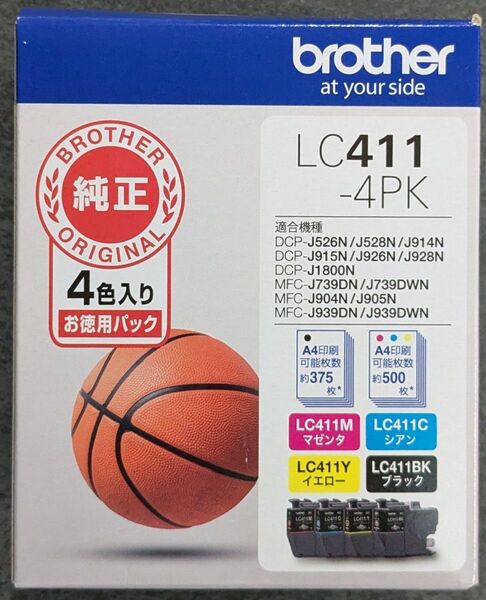 brother
at your side
BROTHER
純正
ORIGINAL
4色入り
お徳用パック
LC411
-4PK
適合機種
DCP-J526N/J528N/J914N
DCP-J915N/J926N/J928N
DCP-J1800N
MFC-J739DN/J739DWN
MFC-J904N/J905N
MFC-J939DN/J939DWN
A4印刷
可能枚数
約375
枚*
A4印刷
可能枚数
約500
枚*
LC411M
マゼンタ
LC411C
シアン
LC411Y
イエロー
LC411BK
ブラック